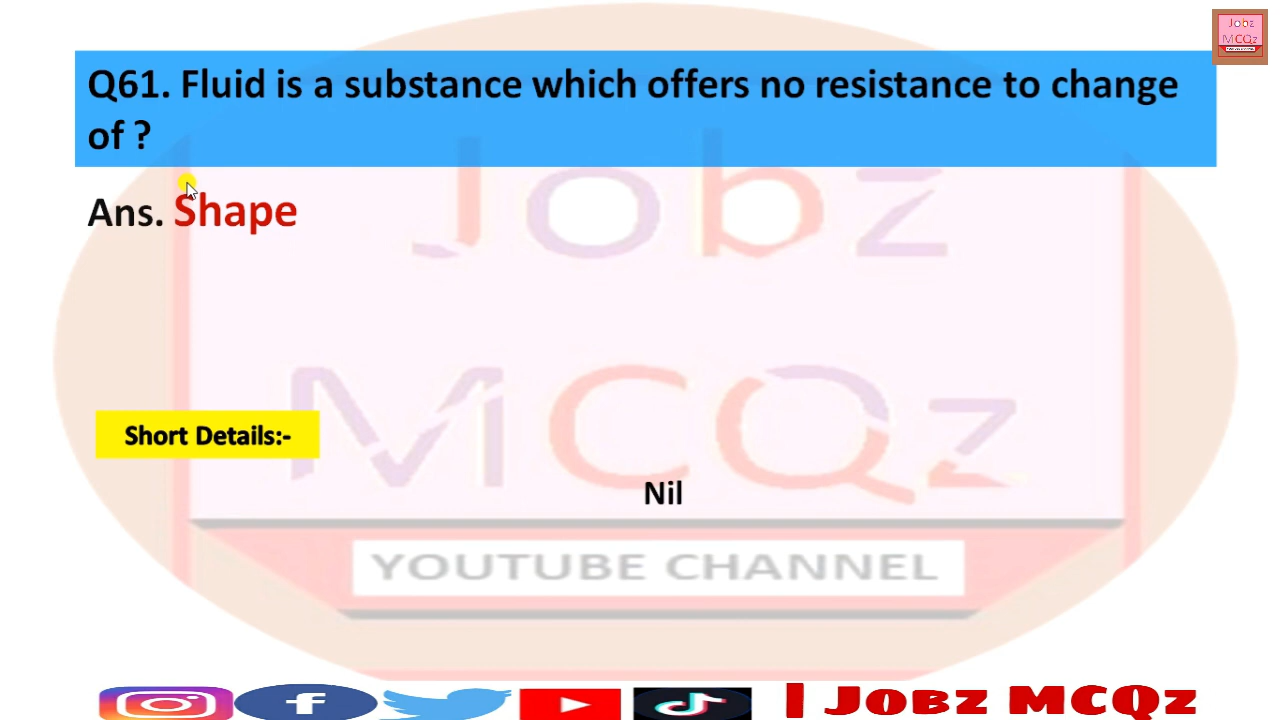 Jobz
MCQz
Q61. Fluid is a substance which offers no resistance to change
of ?
Ans. Shape
Jobz
MCQz
Short Details:-
Nil
YOUTUBE CHANNEL
| Jobz MCQz